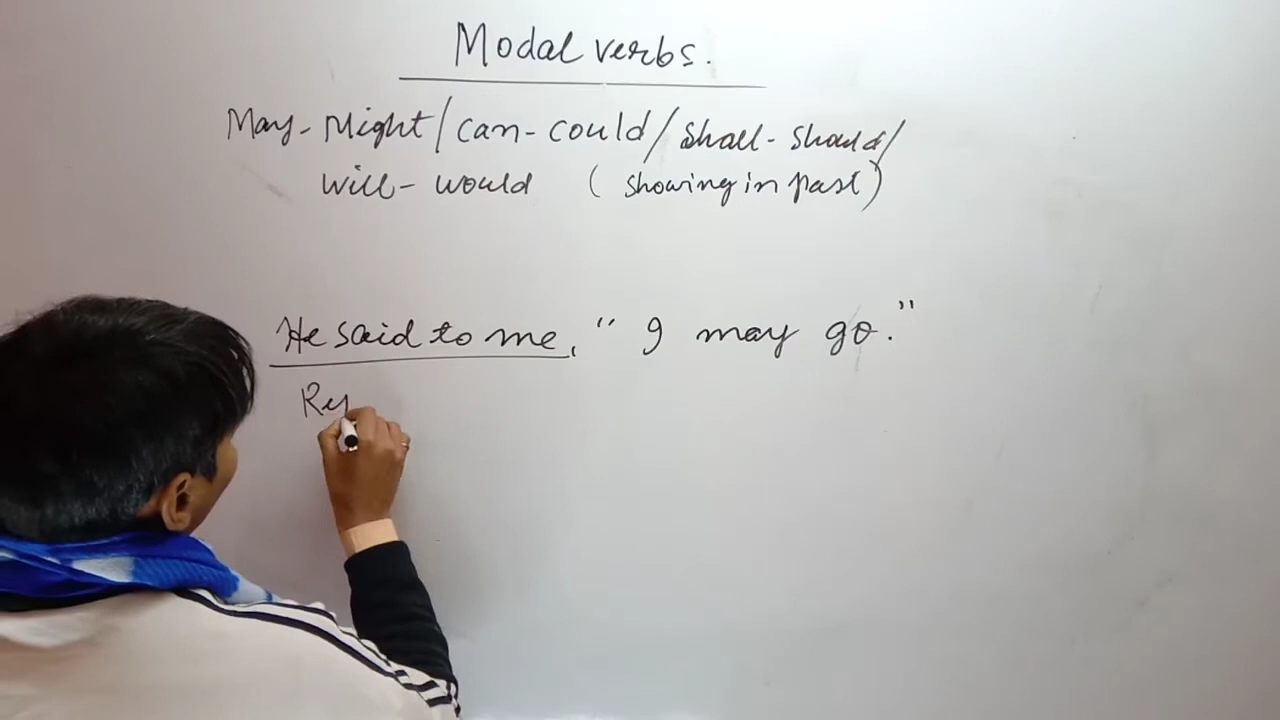 Modal verbs.
May - Might / can - could / shall - should /
will - would ( showing in past )
He said to me, " I may go. "
Rep